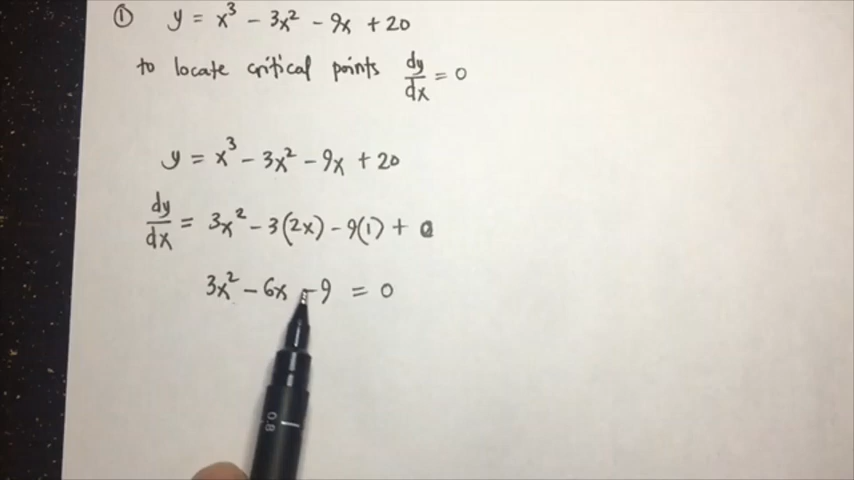 ① y = x³ - 3x² - 9x + 20
to locate critical points dy/dx = 0
y = x³ - 3x² - 9x + 20
dy/dx = 3x² - 3(2x) - 9(1) + 0
3x² - 6x - 9 = 0
0.8